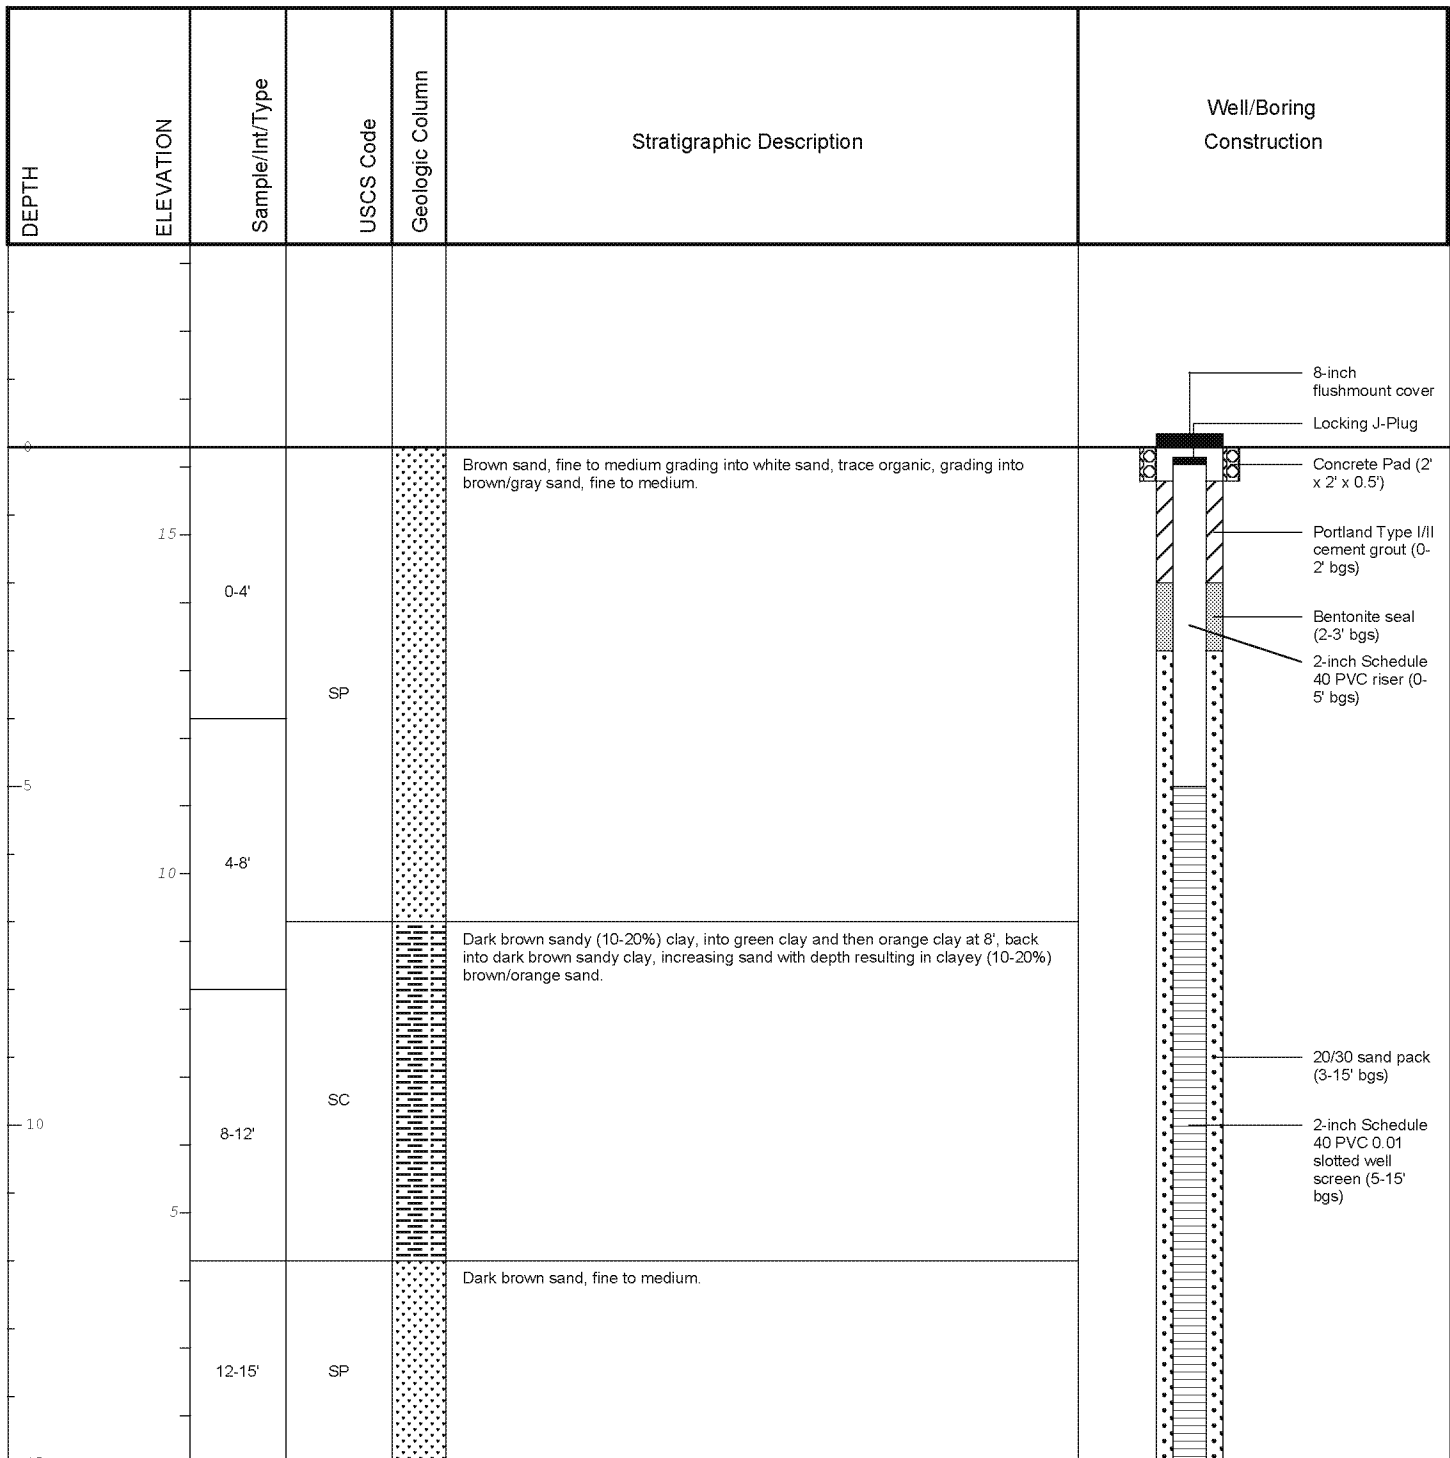 DEPTH
ELEVATION
Sample/Int/Type
USCS Code
Geologic Column
Stratigraphic Description
Well/Boring
Construction
8-inch
flushmount cover
Locking J-Plug
0
Brown sand, fine to medium grading into white sand, trace organic, grading into
brown/gray sand, fine to medium.
Concrete Pad (2'
x 2' x 0.5')
15
Portland Type I/II
cement grout (0-
2' bgs)
0-4'
Bentonite seal
(2-3' bgs)
2-inch Schedule
40 PVC riser (0-
5' bgs)
SP
5
4-8'
10
Dark brown sandy (10-20%) clay, into green clay and then orange clay at 8', back
into dark brown sandy clay, increasing sand with depth resulting in clayey (10-20%)
brown/orange sand.
20/30 sand pack
(3-15' bgs)
SC
10
8-12'
2-inch Schedule
40 PVC 0.01
slotted well
screen (5-15'
bgs)
5
Dark brown sand, fine to medium.
12-15'
SP